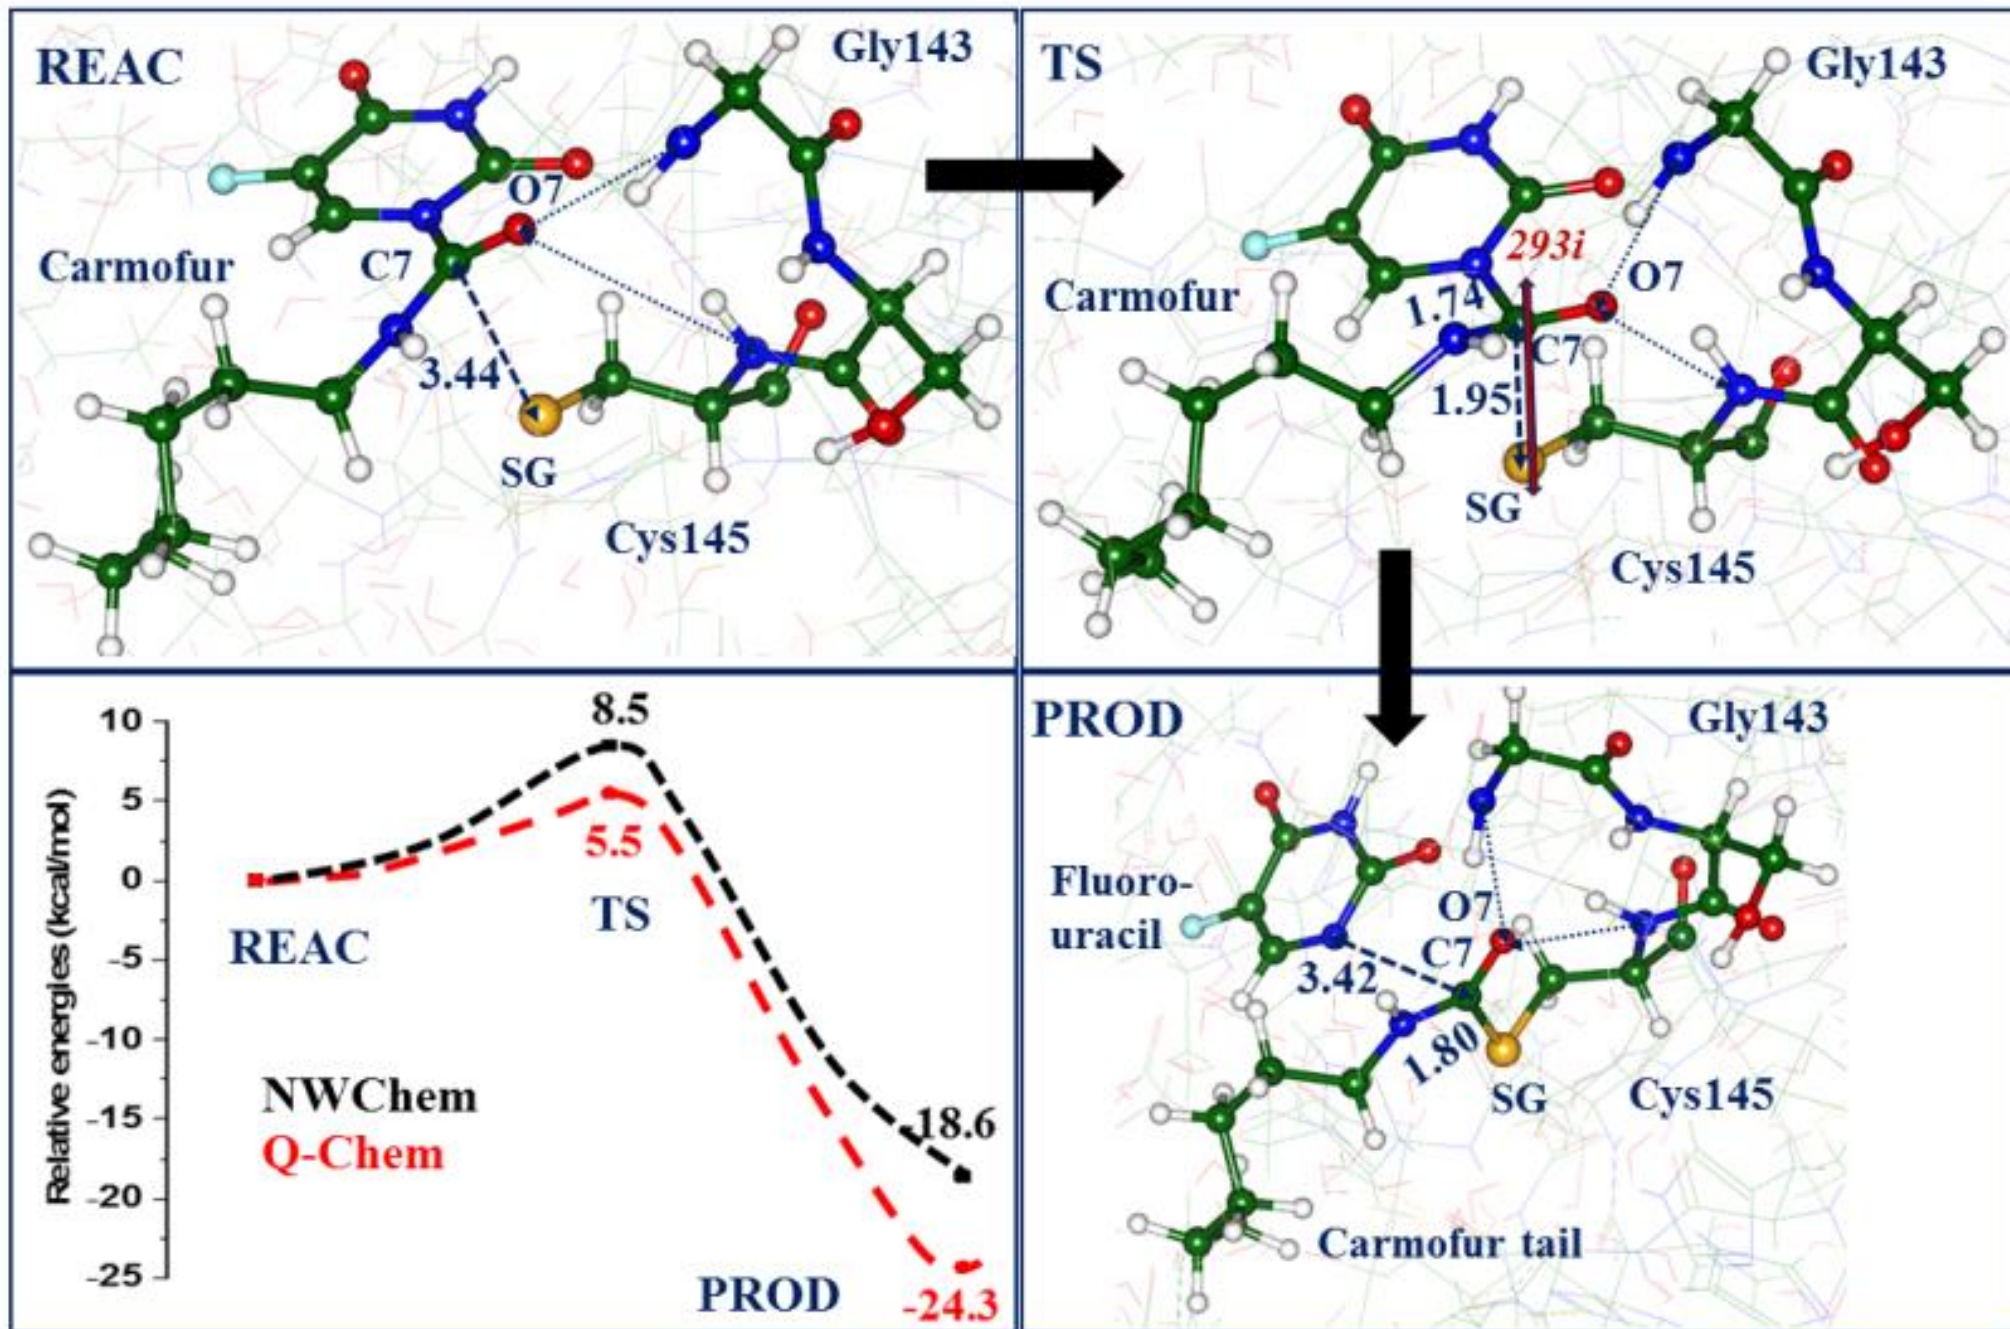 REAC
Gly143
O7
Carmofur
C7
3.44
SG
Cys145
TS
Gly143
293i
O7
Carmofur
1.74
C7
1.95
SG
Cys145
10
5
0
-5
-10
-15
-20
-25
Relative energies (kcal/mol)
8.5
5.5
TS
REAC
NWChem
Q-Chem
-18.6
PROD
-24.3
PROD
Gly143
Fluoro-
uracil
O7
C7
3.42
1.80
SG
Cys145
Carmofur tail